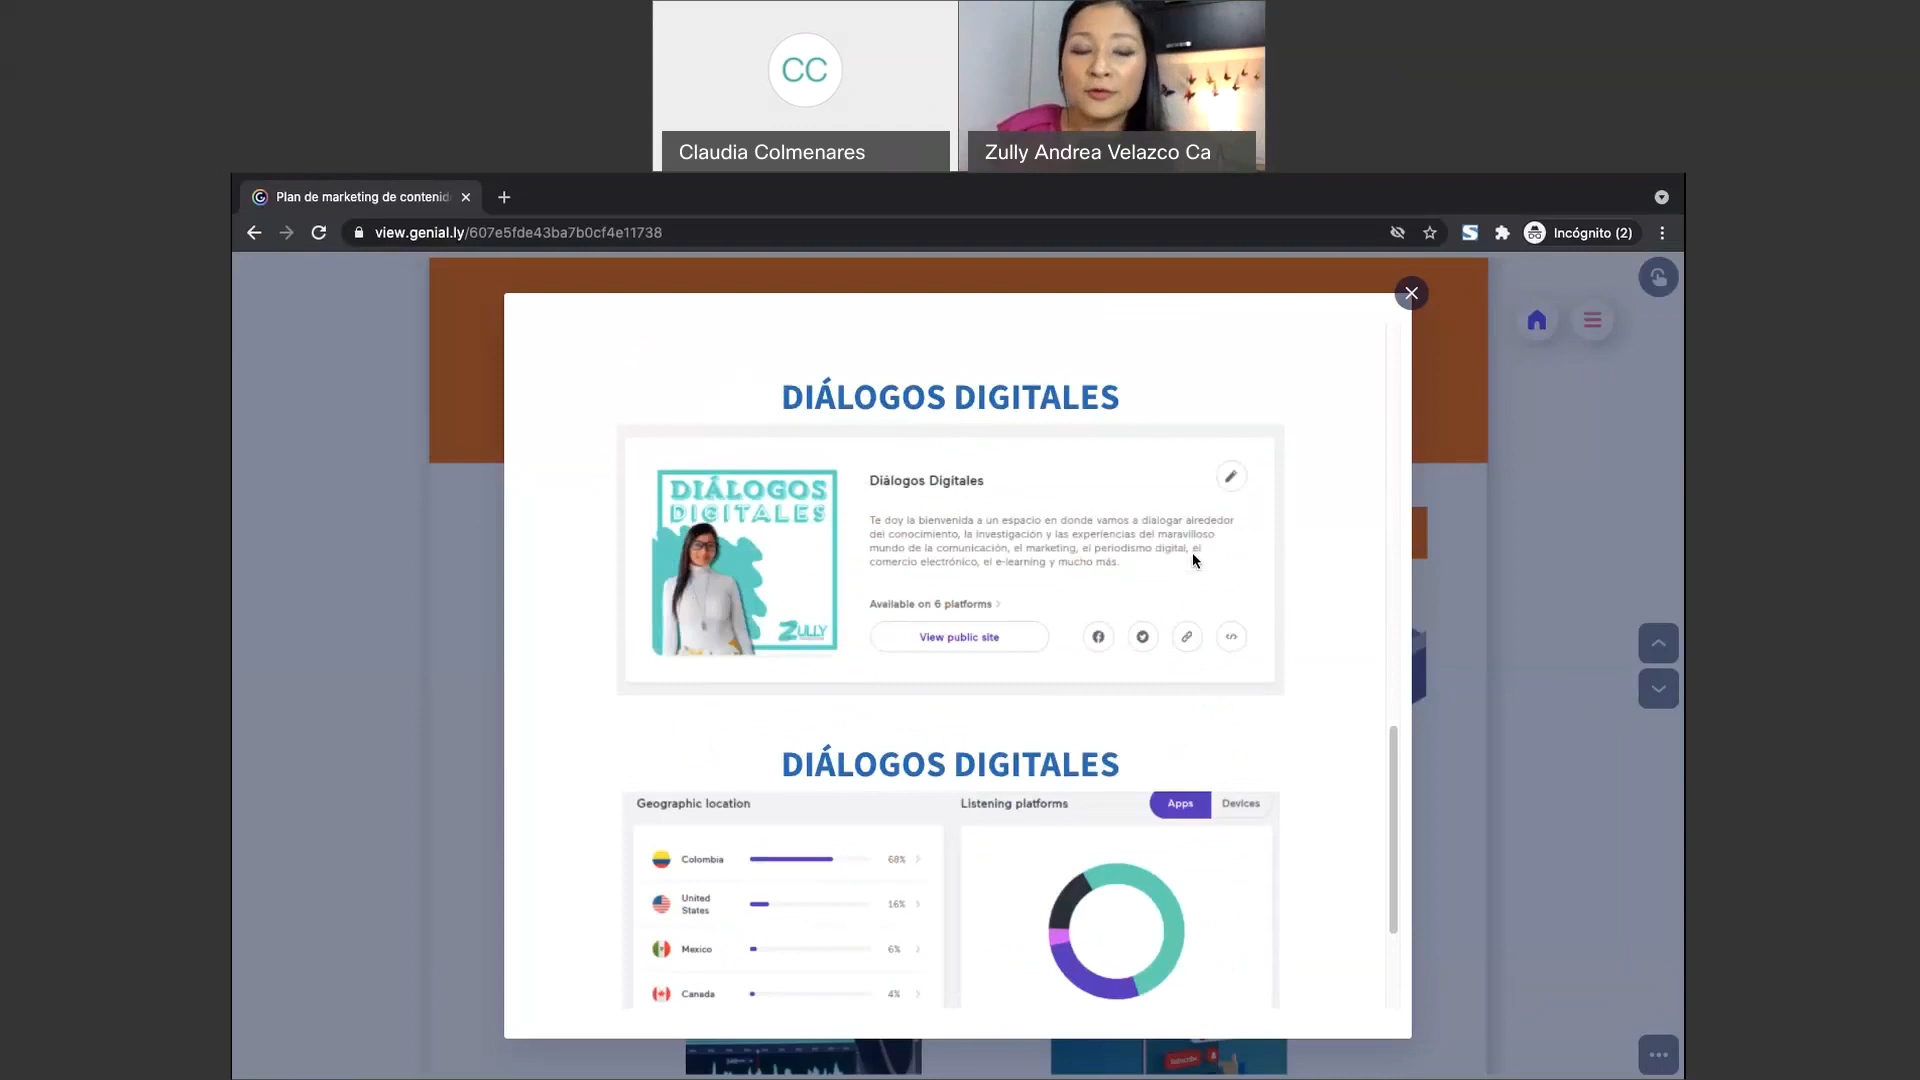 CC
Claudia Colmenares
Zully Andrea Velazco Ca
Plan de marketing de contenid
view.genial.ly/607e5fde43ba7b0cf4e11738
Incógnito (2)
DIÁLOGOS DIGITALES
DIÁLOGOS
DIGITALES
ZULLY
Diálogos Digitales
Te doy la bienvenida a un espacio en donde vamos a dialogar alrededor
del conocimiento, la investigación y las experiencias del maravilloso
mundo de la comunicación, el marketing, el periodismo digital, el
comercio electrónico, el e-learning y mucho más.
Available on 6 platforms
View public site
DIÁLOGOS DIGITALES
Geographic location
Listening platforms
Apps
Devices
Colombia 68%
United
States 16%
Mexico 6%
Canada 4%
Subscribe